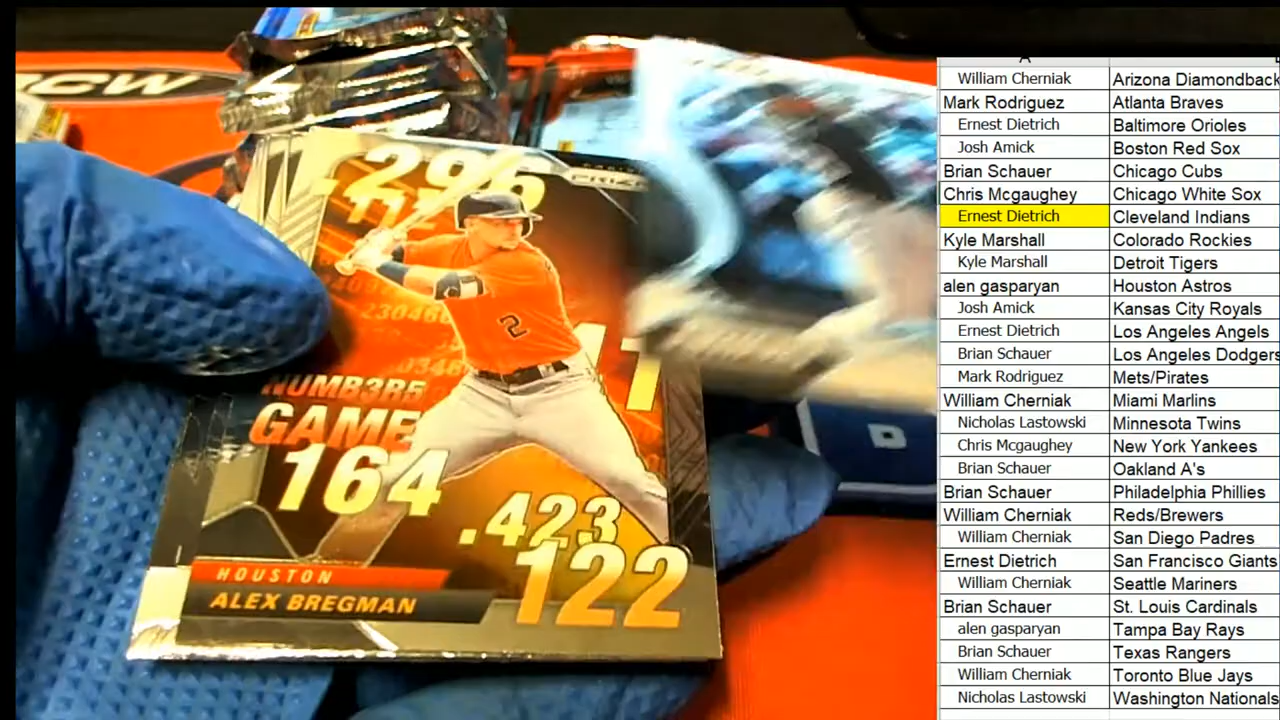 CW
.296
112
PRIZM
2
41
NUMB3R5
GAME
164
.423
122
HOUSTON
ALEX BREGMAN
A
William Cherniak Arizona Diamondback
Mark Rodriguez Atlanta Braves
Ernest Dietrich Baltimore Orioles
Josh Amick Boston Red Sox
Brian Schauer Chicago Cubs
Chris Mcgaughey Chicago White Sox
Ernest Dietrich Cleveland Indians
Kyle Marshall Colorado Rockies
Kyle Marshall Detroit Tigers
alen gasparyan Houston Astros
Josh Amick Kansas City Royals
Ernest Dietrich Los Angeles Angels
Brian Schauer Los Angeles Dodgers
Mark Rodriguez Mets/Pirates
William Cherniak Miami Marlins
Nicholas Lastowski Minnesota Twins
Chris Mcgaughey New York Yankees
Brian Schauer Oakland A's
Brian Schauer Philadelphia Phillies
William Cherniak Reds/Brewers
William Cherniak San Diego Padres
Ernest Dietrich San Francisco Giants
William Cherniak Seattle Mariners
Brian Schauer St. Louis Cardinals
alen gasparyan Tampa Bay Rays
Brian Schauer Texas Rangers
William Cherniak Toronto Blue Jays
Nicholas Lastowski Washington Nationals